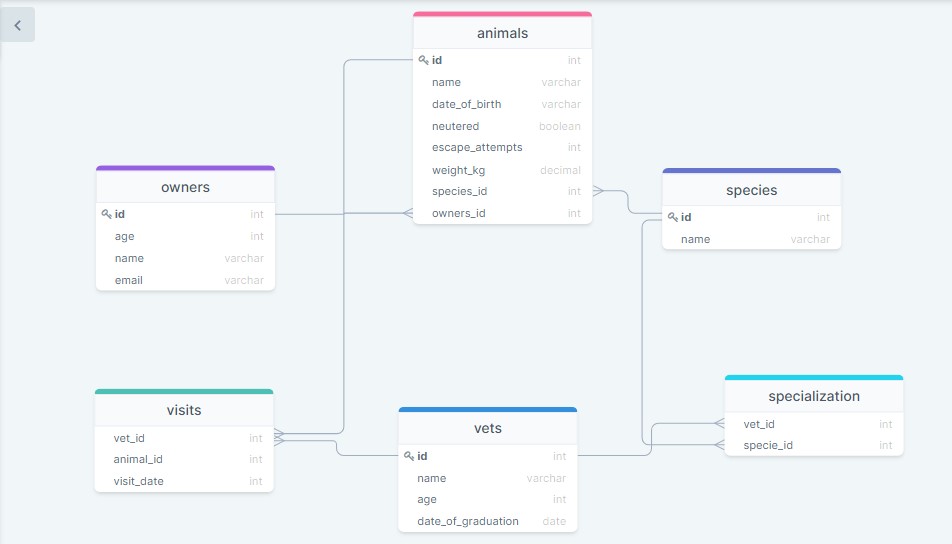 animals
id int
name varchar
date_of_birth varchar
neutered boolean
escape_attempts int
weight_kg decimal
species_id int
owners_id int
owners
id int
age int
name varchar
email varchar
species
id int
name varchar
visits
vet_id int
animal_id int
visit_date int
vets
id int
name varchar
age int
date_of_graduation date
specialization
vet_id int
specie_id int